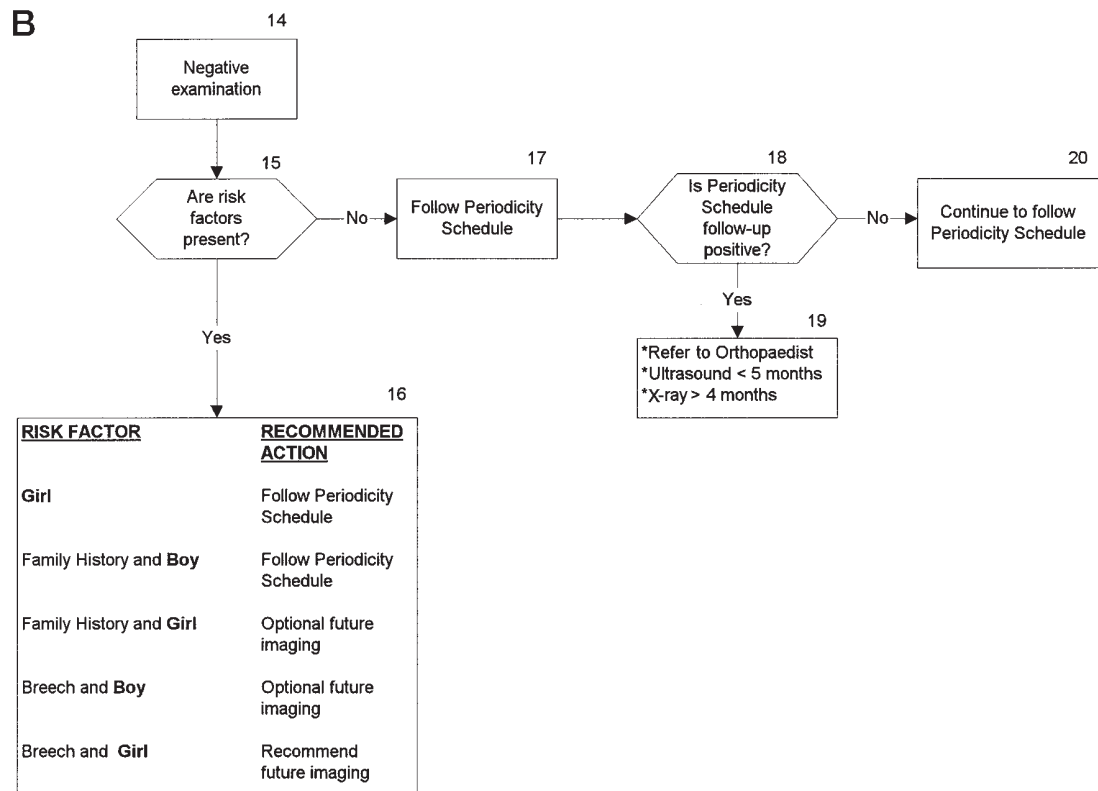 B
14
Negative
examination
15
Are risk
factors
present?
No
17
Follow Periodicity
Schedule
18
Is Periodicity
Schedule
follow-up
positive?
No
20
Continue to follow
Periodicity Schedule
Yes
19
*Refer to Orthopaedist
*Ultrasound < 5 months
*X-ray > 4 months
Yes
16
RISK FACTOR RECOMMENDED
ACTION
Girl Follow Periodicity
Schedule
Family History and Boy Follow Periodicity
Schedule
Family History and Girl Optional future
imaging
Breech and Boy Optional future
imaging
Breech and Girl Recommend
future imaging